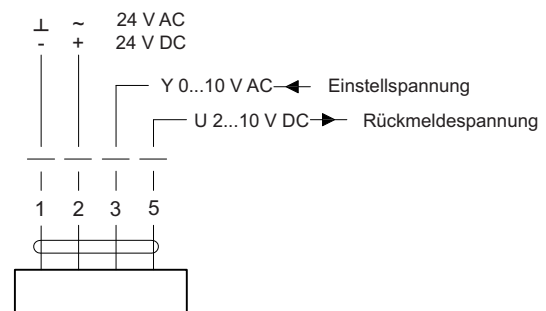 ⊥ ~ 24 V AC
- + 24 V DC
Y 0...10 V AC Einstellspannung
U 2...10 V DC Rückmeldespannung
1 2 3 5